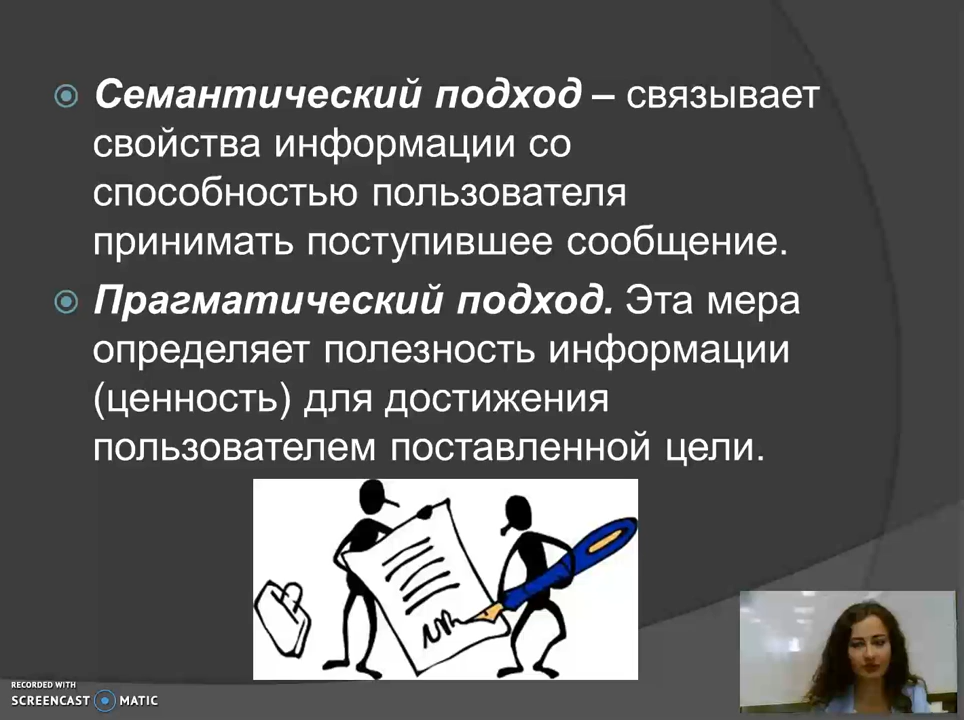 Семантический подход – связывает
свойства информации со
способностью пользователя
принимать поступившее сообщение.
Прагматический подход. Эта мера
определяет полезность информации
(ценность) для достижения
пользователем поставленной цели.
RECORDED WITH
SCREENCAST MATIC